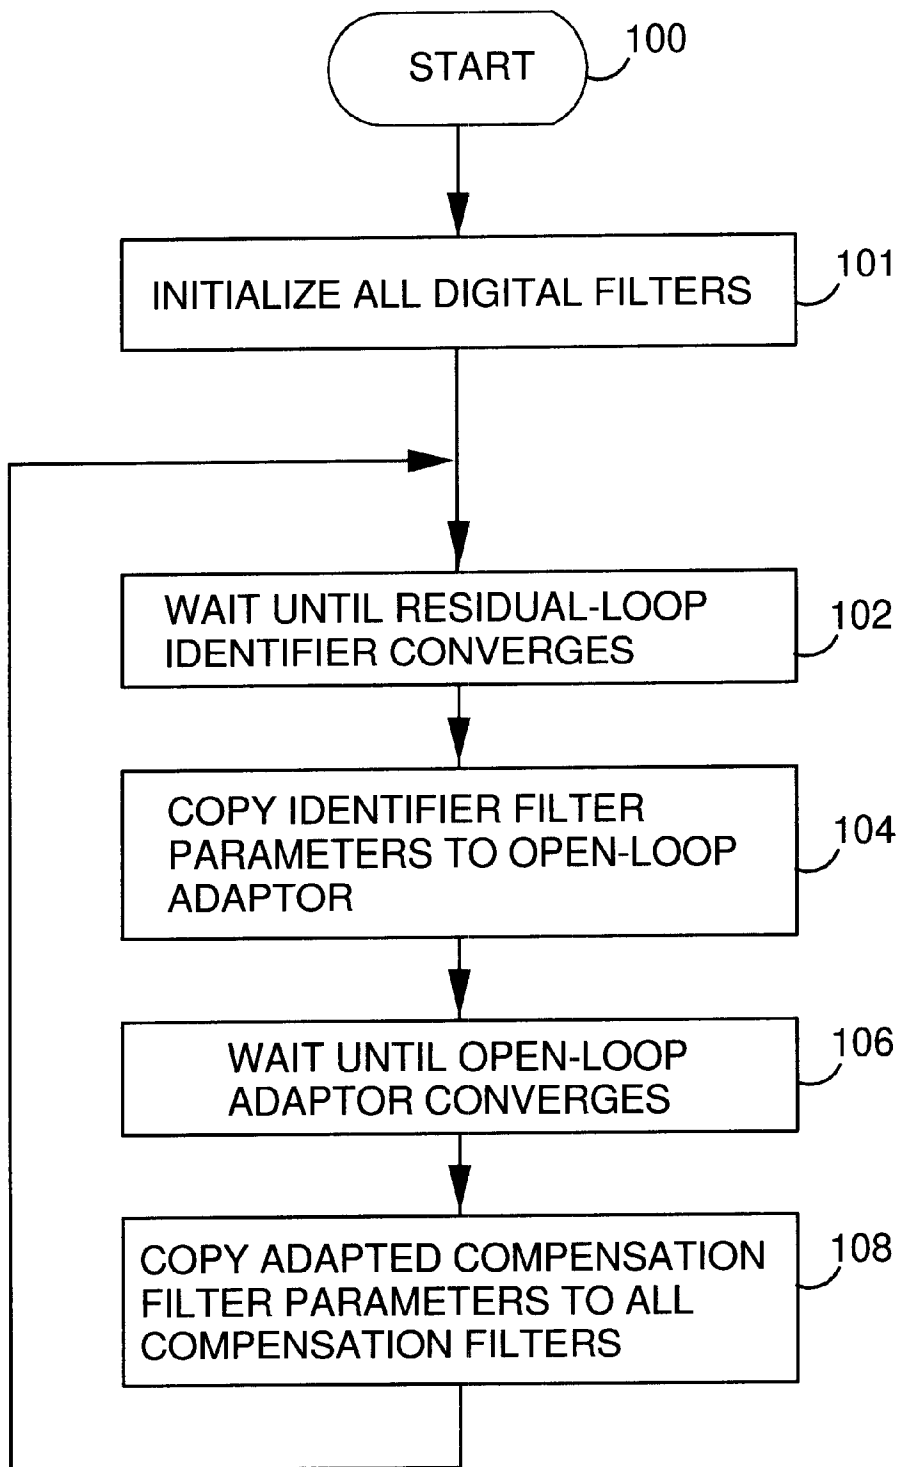 START
100
INITIALIZE ALL DIGITAL FILTERS
101
WAIT UNTIL RESIDUAL-LOOP
IDENTIFIER CONVERGES
102
COPY IDENTIFIER FILTER
PARAMETERS TO OPEN-LOOP
ADAPTOR
104
WAIT UNTIL OPEN-LOOP
ADAPTOR CONVERGES
106
COPY ADAPTED COMPENSATION
FILTER PARAMETERS TO ALL
COMPENSATION FILTERS
108